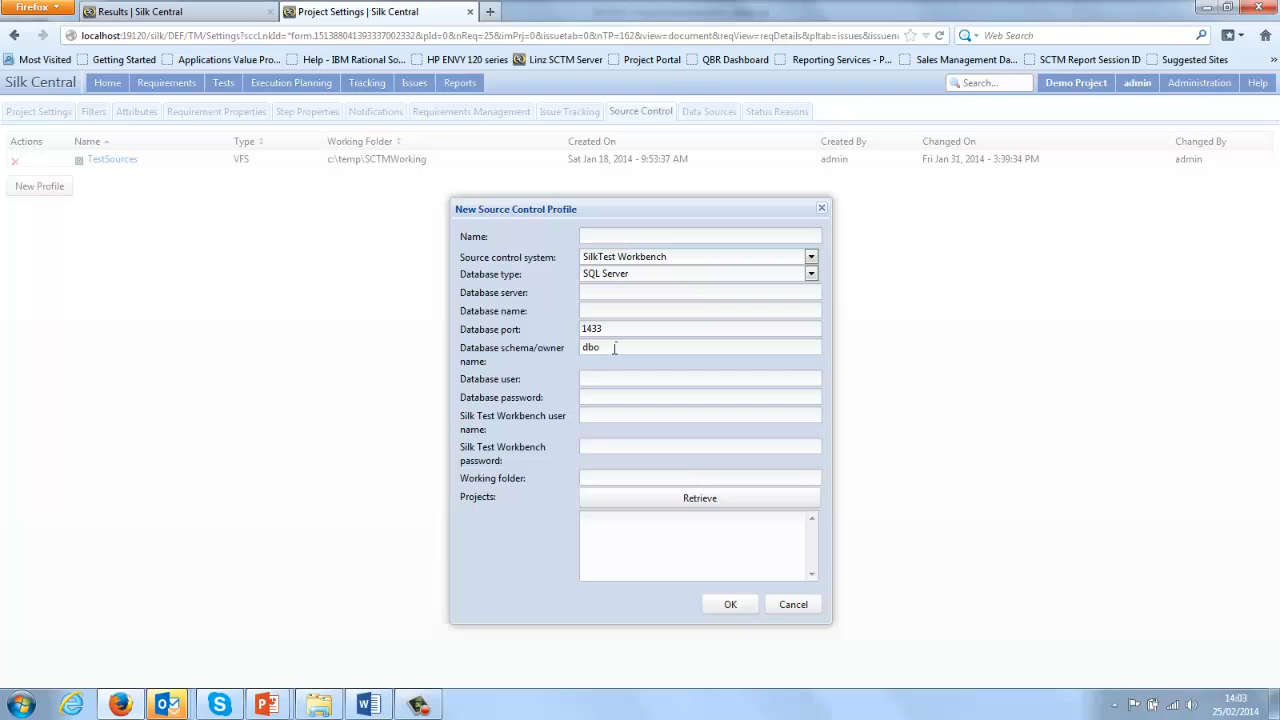 Firefox
Results | Silk Central
Project Settings | Silk Central
localhost:19120/silk/DEF/TM/Settings?sccLnkId=*form.151388041393337002332&pId=0&nReq=25&imPrj=0&issuetab=0&nTP=162&view=document&reqView=reqDetails&pltab=issues&issuenu
Web Search
Most Visited
Getting Started
Applications Value Pro...
Help - IBM Rational So...
HP ENVY 120 series
Linz SCTM Server
Project Portal
QBR Dashboard
Reporting Services - P...
Sales Management Da...
SCTM Report Session ID
Suggested Sites
Silk Central
Home
Requirements
Tests
Execution Planning
Tracking
Issues
Reports
Search...
Demo Project
admin
Administration
Help
Project Settings
Filters
Attributes
Requirement Properties
Step Properties
Notifications
Requirements Management
Issue Tracking
Source Control
Data Sources
Status Reasons
Actions Name Type Working Folder Created On Created By Changed On Changed By
TestSources VFS c:\temp\SCTMWorking Sat Jan 18, 2014 - 9:53:37 AM admin Fri Jan 31, 2014 - 3:39:34 PM admin
New Profile
New Source Control Profile
Name:
Source control system: SilkTest Workbench
Database type: SQL Server
Database server:
Database name:
Database port: 1433
Database schema/owner
name:
dbo
Database user:
Database password:
Silk Test Workbench user
name:
Silk Test Workbench
password:
Working folder:
Projects: Retrieve
OK Cancel
14:03
25/02/2014